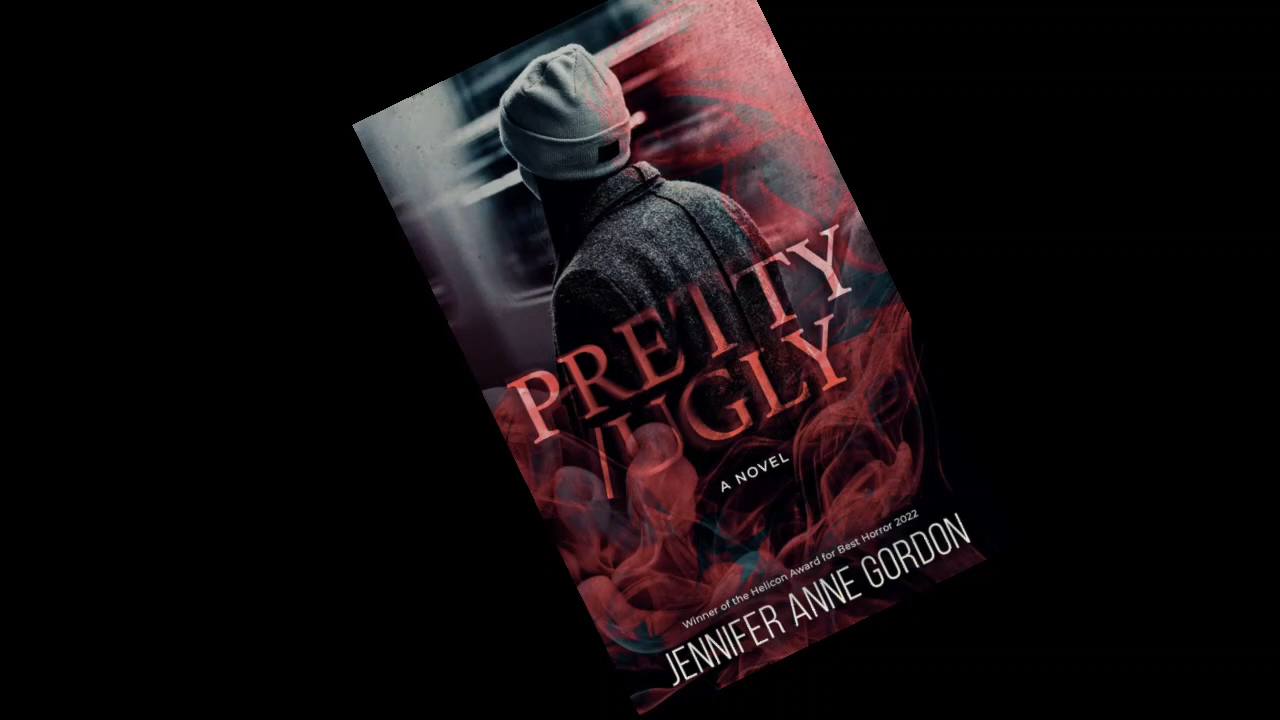 PRETTY
/UGLY
A NOVEL
Winner of the Helicon Award for Best Horror 2022
JENNIFER ANNE GORDON